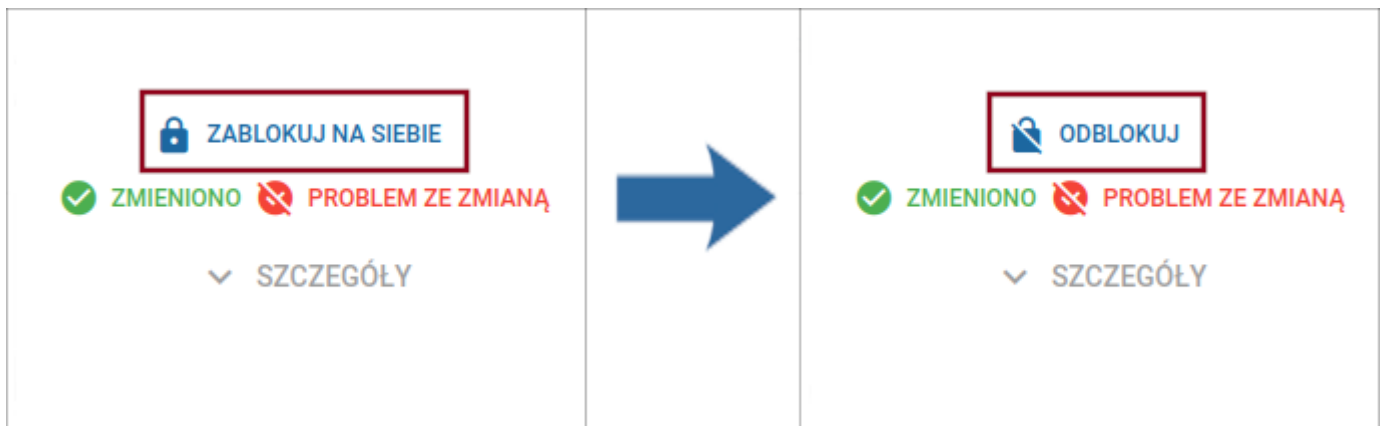 ZABLOKUJ NA SIEBIE
ZMIENIONO PROBLEM ZE ZMIANĄ
SZCZEGÓŁY
ODBLOKUJ
ZMIENIONO PROBLEM ZE ZMIANĄ
SZCZEGÓŁY